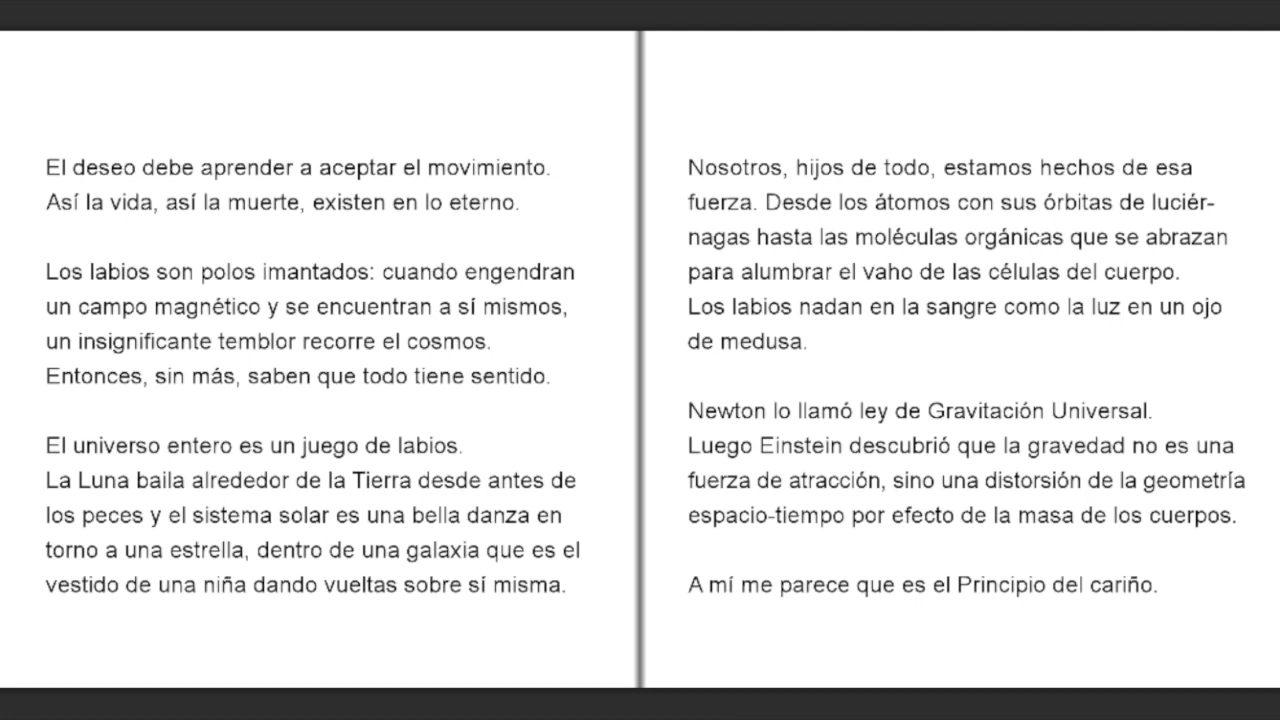 El deseo debe aprender a aceptar el movimiento.
Así la vida, así la muerte, existen en lo eterno.
Los labios son polos imantados: cuando engendran
un campo magnético y se encuentran a sí mismos,
un insignificante temblor recorre el cosmos.
Entonces, sin más, saben que todo tiene sentido.
El universo entero es un juego de labios.
La Luna baila alrededor de la Tierra desde antes de
los peces y el sistema solar es una bella danza en
torno a una estrella, dentro de una galaxia que es el
vestido de una niña dando vueltas sobre sí misma.
Nosotros, hijos de todo, estamos hechos de esa
fuerza. Desde los átomos con sus órbitas de luciér-
nagas hasta las moléculas orgánicas que se abrazan
para alumbrar el vaho de las células del cuerpo.
Los labios nadan en la sangre como la luz en un ojo
de medusa.
Newton lo llamó ley de Gravitación Universal.
Luego Einstein descubrió que la gravedad no es una
fuerza de atracción, sino una distorsión de la geometría
espacio-tiempo por efecto de la masa de los cuerpos.
A mí me parece que es el Principio del cariño.